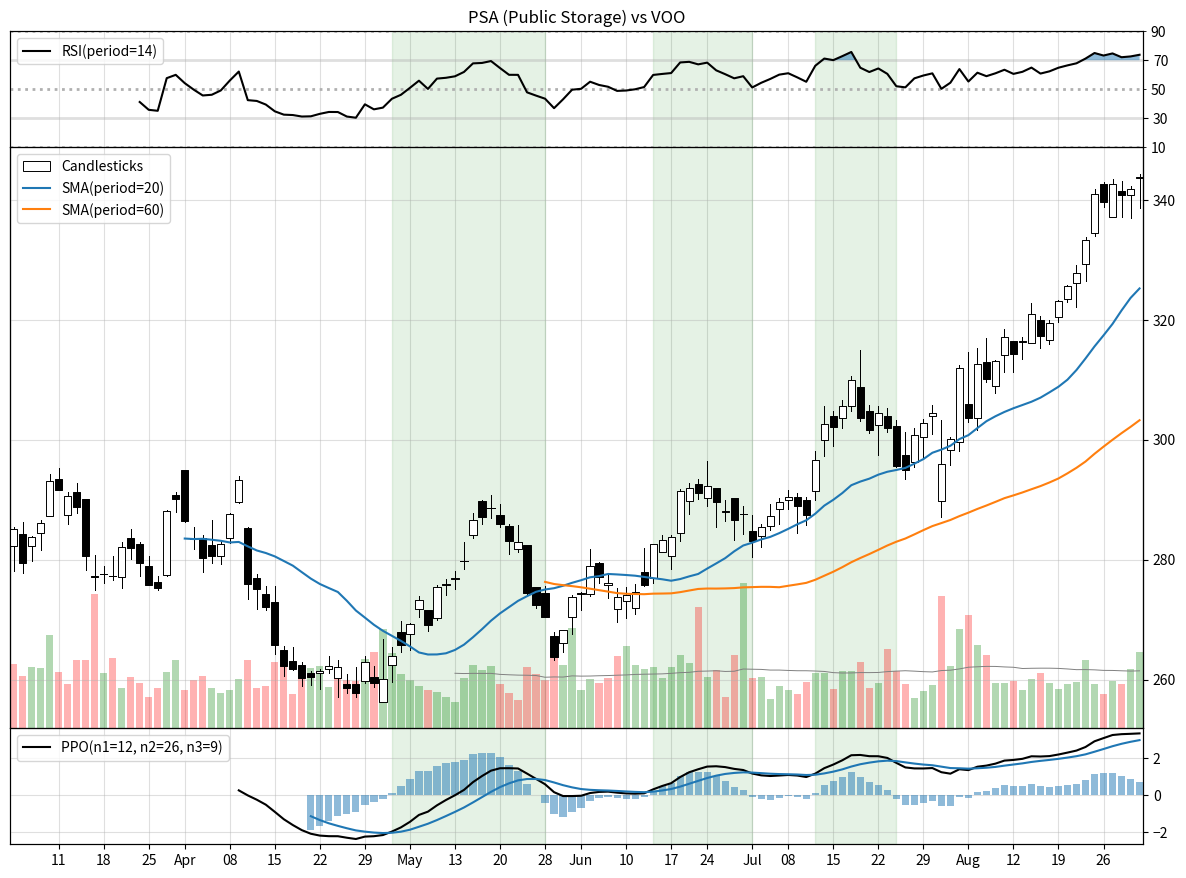 PSA (Public Storage) vs VOO
RSI(period=14)
90
70
50
30
10
Candlesticks
SMA(period=20)
SMA(period=60)
340
320
300
280
260
PPO(n1=12, n2=26, n3=9)
2
0
−2
11 18 25 Apr 08 15 22 29 May 13 20 28 Jun 10 17 24 Jul 08 15 22 29 Aug 12 19 26